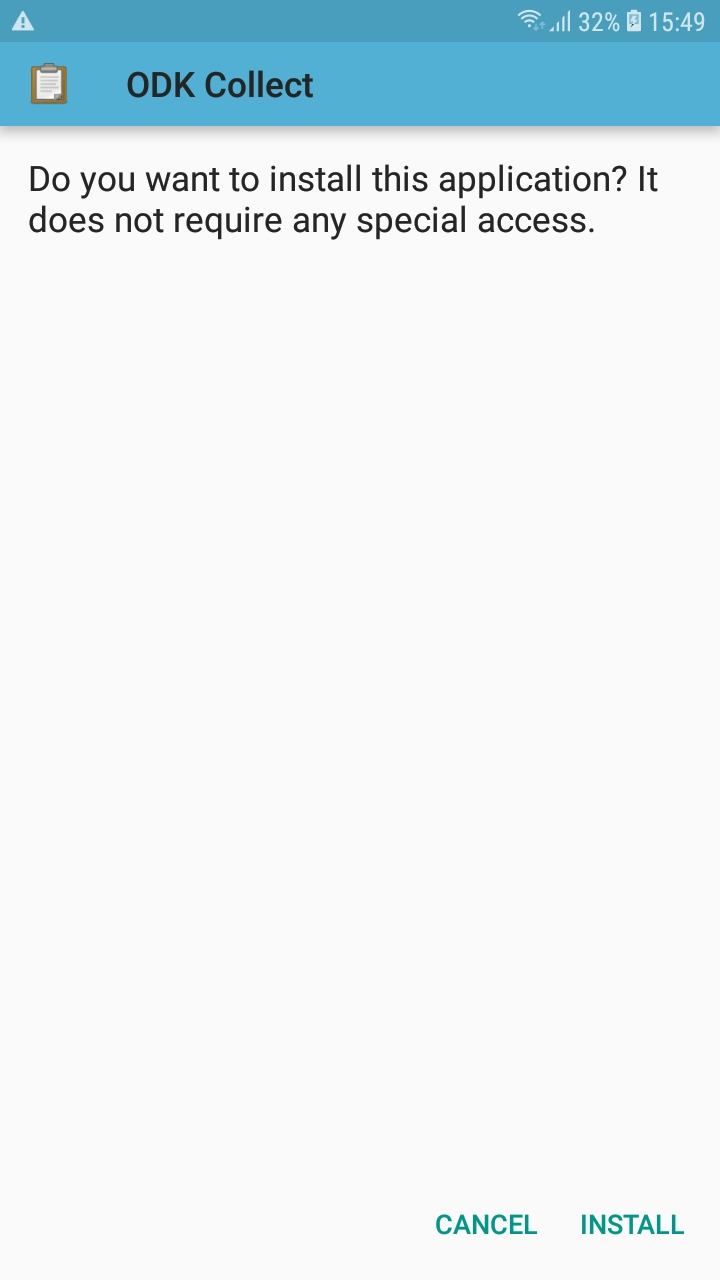 32% 15:49
ODK Collect
Do you want to install this application? It
does not require any special access.
CANCEL INSTALL